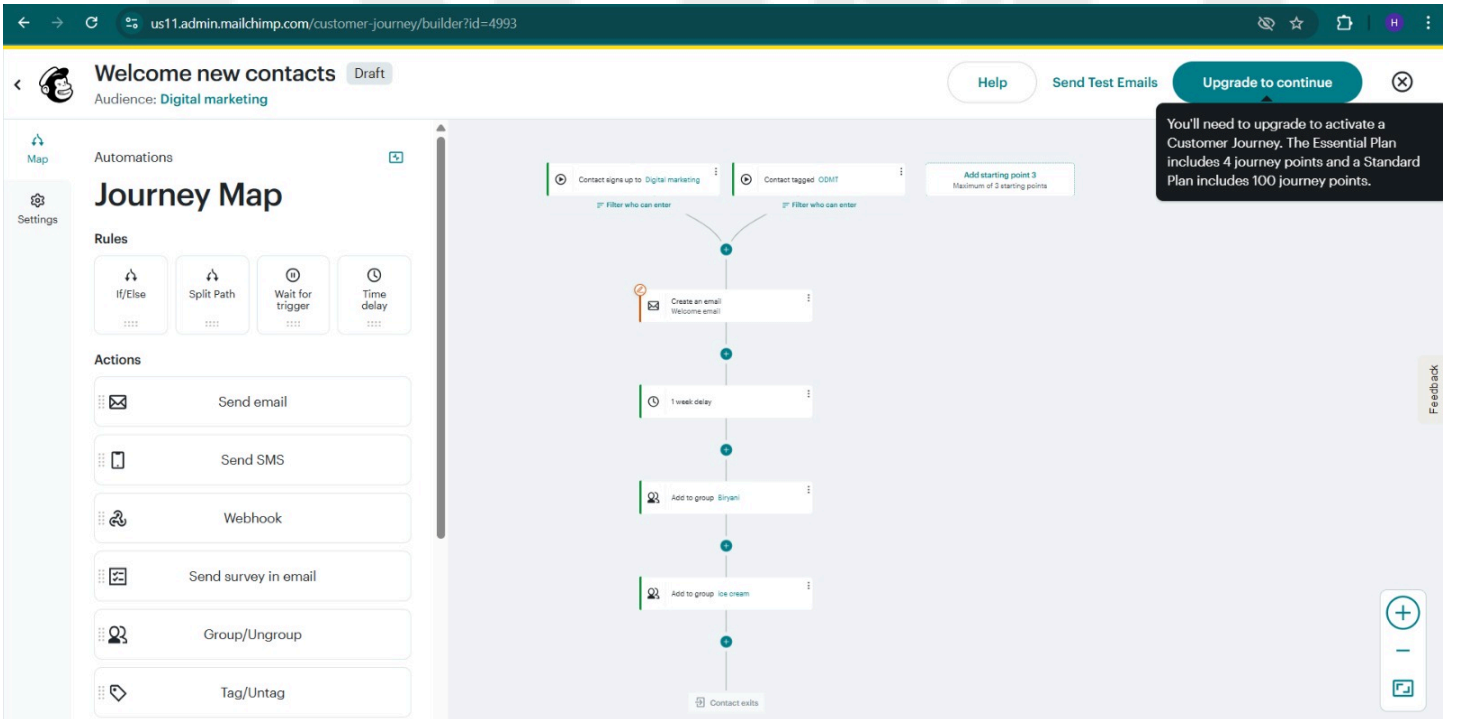 us11.admin.mailchimp.com/customer-journey/builder?id=4993
H
Welcome new contacts Draft
Audience: Digital marketing
Help
Send Test Emails
Upgrade to continue
You'll need to upgrade to activate a
Customer Journey. The Essential Plan
includes 4 journey points and a Standard
Plan includes 100 journey points.
Map
Settings
Automations
Journey Map
Rules
If/Else
Split Path
Wait for
trigger
Time
delay
Actions
Send email
Send SMS
Webhook
Send survey in email
Group/Ungroup
Tag/Untag
Contact signs up to Digital marketing
Filter who can enter
Contact tagged ODMT
Filter who can enter
Add starting point 3
Maximum of 3 starting points
Create an email
Welcome email
1 week delay
Add to group Biryani
Add to group ice cream
Contact exits
Feedback